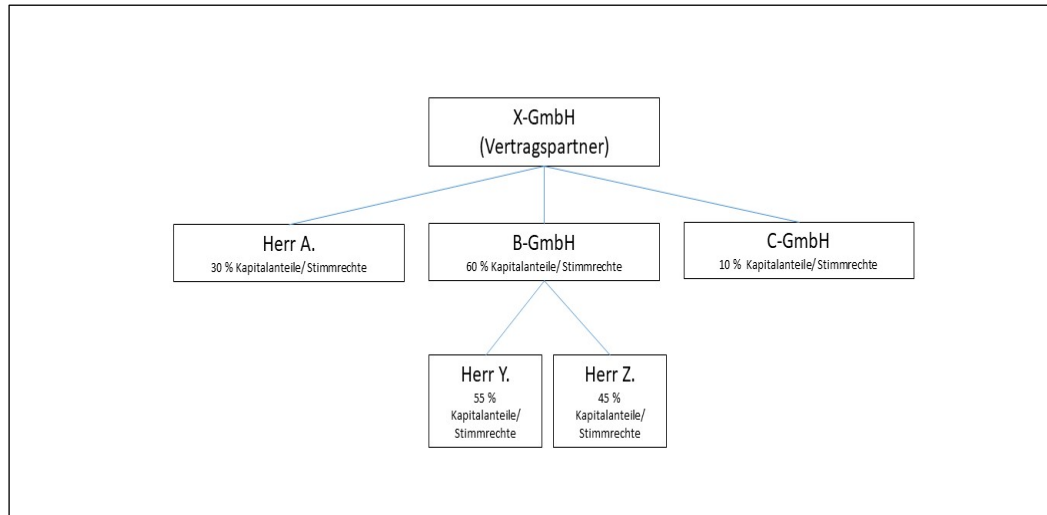 X-GmbH
(Vertragspartner)
Herr A.
30 % Kapitalanteile/ Stimmrechte
B-GmbH
60 % Kapitalanteile/ Stimmrechte
C-GmbH
10 % Kapitalanteile/ Stimmrechte
Herr Y.
55 %
Kapitalanteile/
Stimmrechte
Herr Z.
45 %
Kapitalanteile/
Stimmrechte